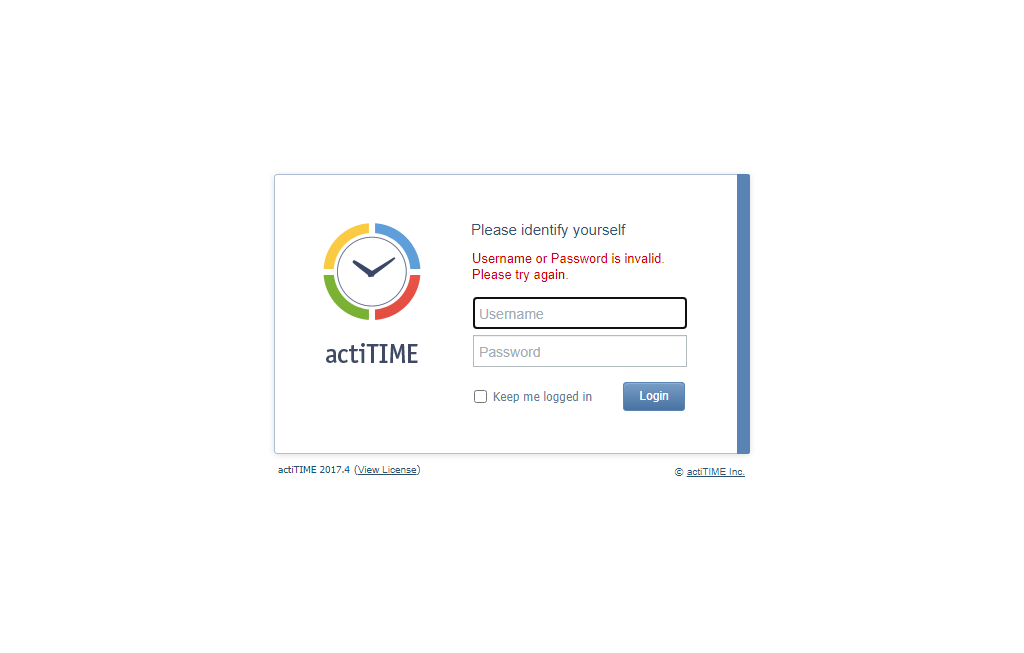 Please identify yourself
Username or Password is invalid.
Please try again.
Username
Password
actiTIME
Keep me logged in
Login
actiTIME 2017.4 (View License)
© actiTIME Inc.